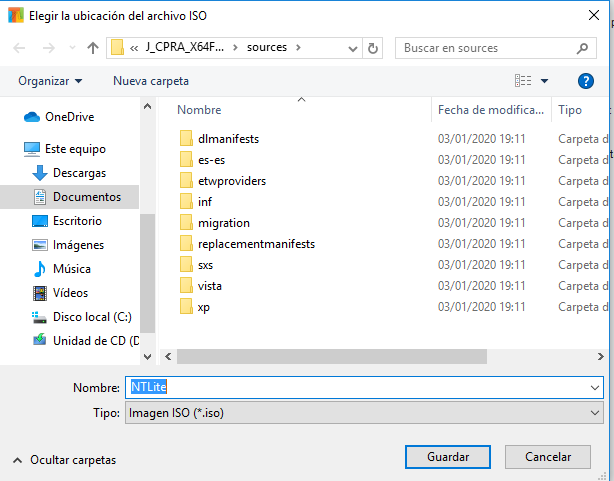 Elegir la ubicación del archivo ISO
« J_CPRA_X64F... > sources >
Buscar en sources
Organizar
Nueva carpeta
?
OneDrive
Este equipo
Descargas
Documentos
Escritorio
Imágenes
Música
Vídeos
Disco local (C:)
Unidad de CD (D
Nombre Fecha de modifica... Tipo
dlmanifests 03/01/2020 19:11 Carpeta d
es-es 03/01/2020 19:11 Carpeta d
etwproviders 03/01/2020 19:11 Carpeta d
inf 03/01/2020 19:11 Carpeta d
migration 03/01/2020 19:11 Carpeta d
replacementmanifests 03/01/2020 19:11 Carpeta d
sxs 03/01/2020 19:11 Carpeta d
vista 03/01/2020 19:11 Carpeta d
xp 03/01/2020 19:11 Carpeta d
Nombre: NTLite
Tipo: Imagen ISO (*.iso)
Ocultar carpetas
Guardar
Cancelar